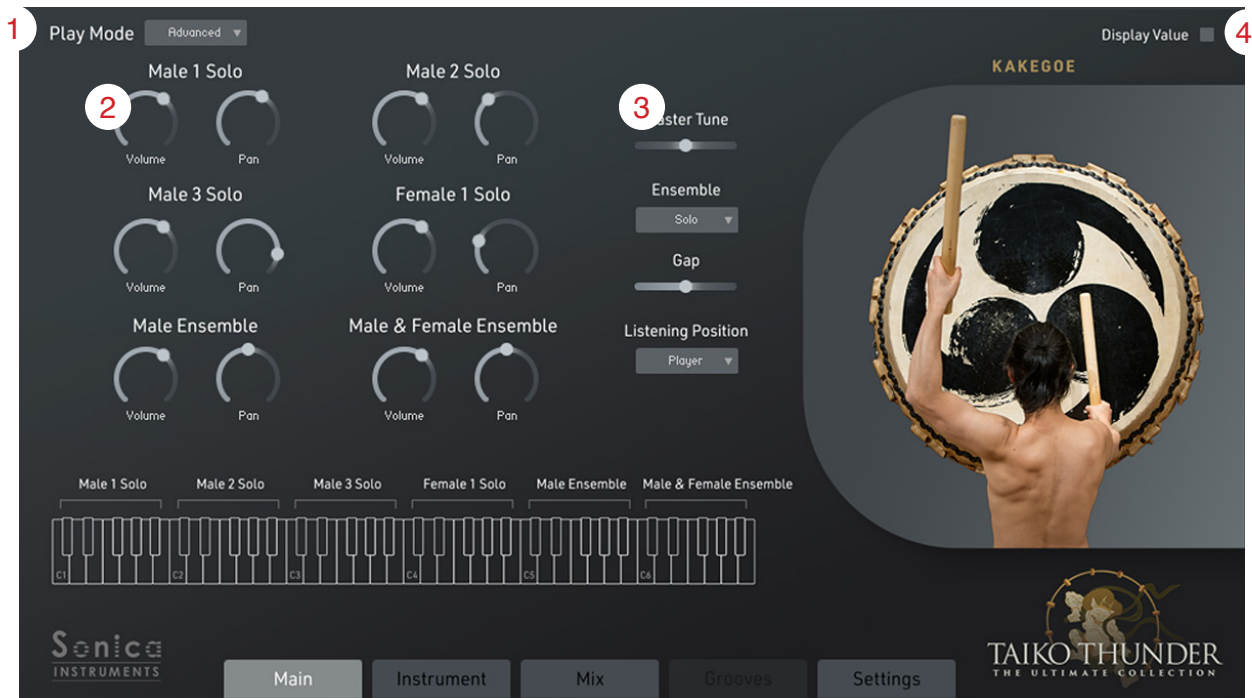 1
Play Mode
Advanced
Display Value
4
KAKEGOE
Male 1 Solo
Male 2 Solo
2
3
aster Tune
Volume
Pan
Volume
Pan
Male 3 Solo
Female 1 Solo
Ensemble
Solo
Volume
Pan
Volume
Pan
Gap
Male Ensemble
Male & Female Ensemble
Listening Position
Player
Volume
Pan
Volume
Pan
Male 1 Solo
Male 2 Solo
Male 3 Solo
Female 1 Solo
Male Ensemble
Male & Female Ensemble
C1
C2
C3
C4
C5
C6
Sonica
INSTRUMENTS
TAIKO THUNDER
THE ULTIMATE COLLECTION
Main
Instrument
Mix
Grooves
Settings